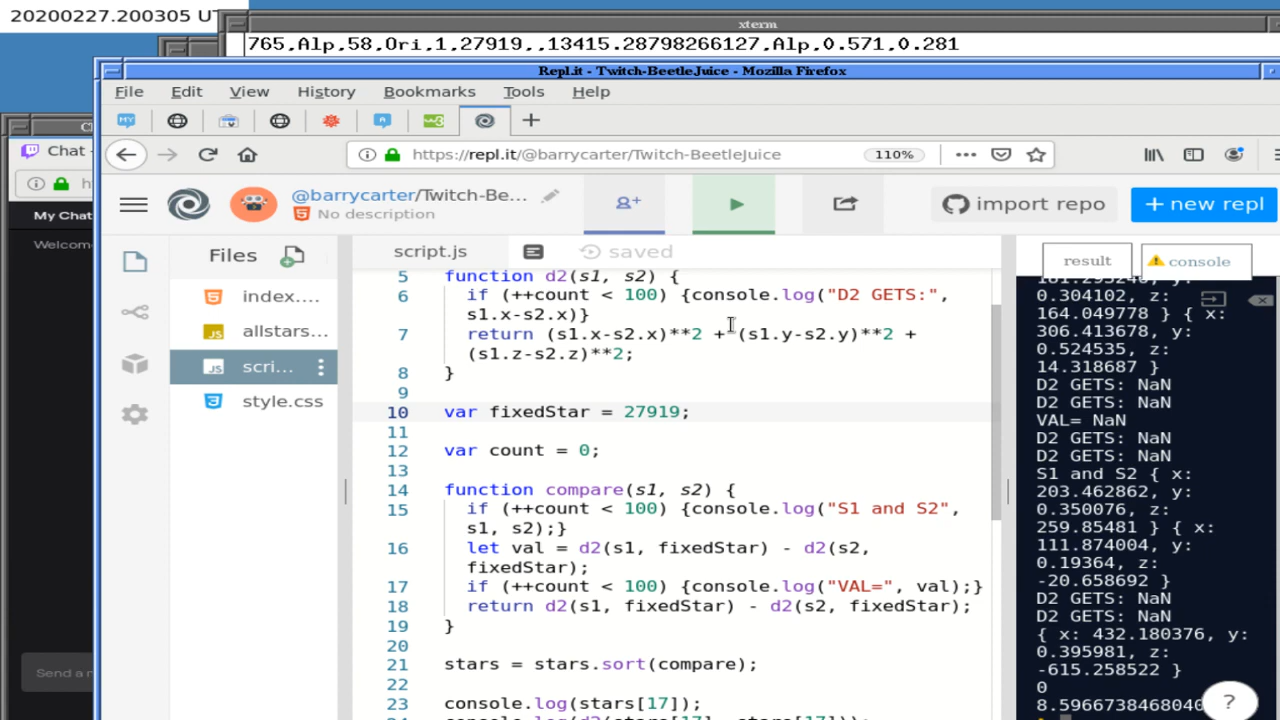 20200227.200305 U
xterm
765,Alp,58,Ori,1,27919,,13415.28798266127,Alp,0.571,0.281
Repl.it - Twitch-BeetleJuice - Mozilla Firefox
File Edit View History Bookmarks Tools Help
Chat
https://repl.it/@barrycarter/Twitch-BeetleJuice 110%
My Chat
Welcom
@barrycarter/Twitch-Be...
No description
import repo
+ new repl
Files
script.js
saved
result
console
index....
allstars...
scri...
style.css
5 function d2(s1, s2) {
6 if (++count < 100) {console.log("D2 GETS:",
s1.x-s2.x)}
7 return (s1.x-s2.x)**2 + (s1.y-s2.y)**2 +
(s1.z-s2.z)**2;
8 }
9
10 var fixedStar = 27919;
11
12 var count = 0;
13
14 function compare(s1, s2) {
15 if (++count < 100) {console.log("S1 and S2",
s1, s2);}
16 let val = d2(s1, fixedStar) - d2(s2,
fixedStar);
17 if (++count < 100) {console.log("VAL=", val);}
18 return d2(s1, fixedStar) - d2(s2, fixedStar);
19 }
20
21 stars = stars.sort(compare);
22
23 console.log(stars[17]);
0.304102, z:
164.049778 } { x:
306.413678, y:
0.524535, z:
14.318687 }
D2 GETS: NaN
D2 GETS: NaN
VAL= NaN
D2 GETS: NaN
D2 GETS: NaN
S1 and S2 { x:
203.462862, y:
0.350076, z:
259.85481 } { x:
111.874004, y:
0.19364, z:
-20.658692 }
D2 GETS: NaN
D2 GETS: NaN
{ x: 432.180376, y:
0.395981, z:
-615.258522 }
0
8.5966738468040
Send a
?